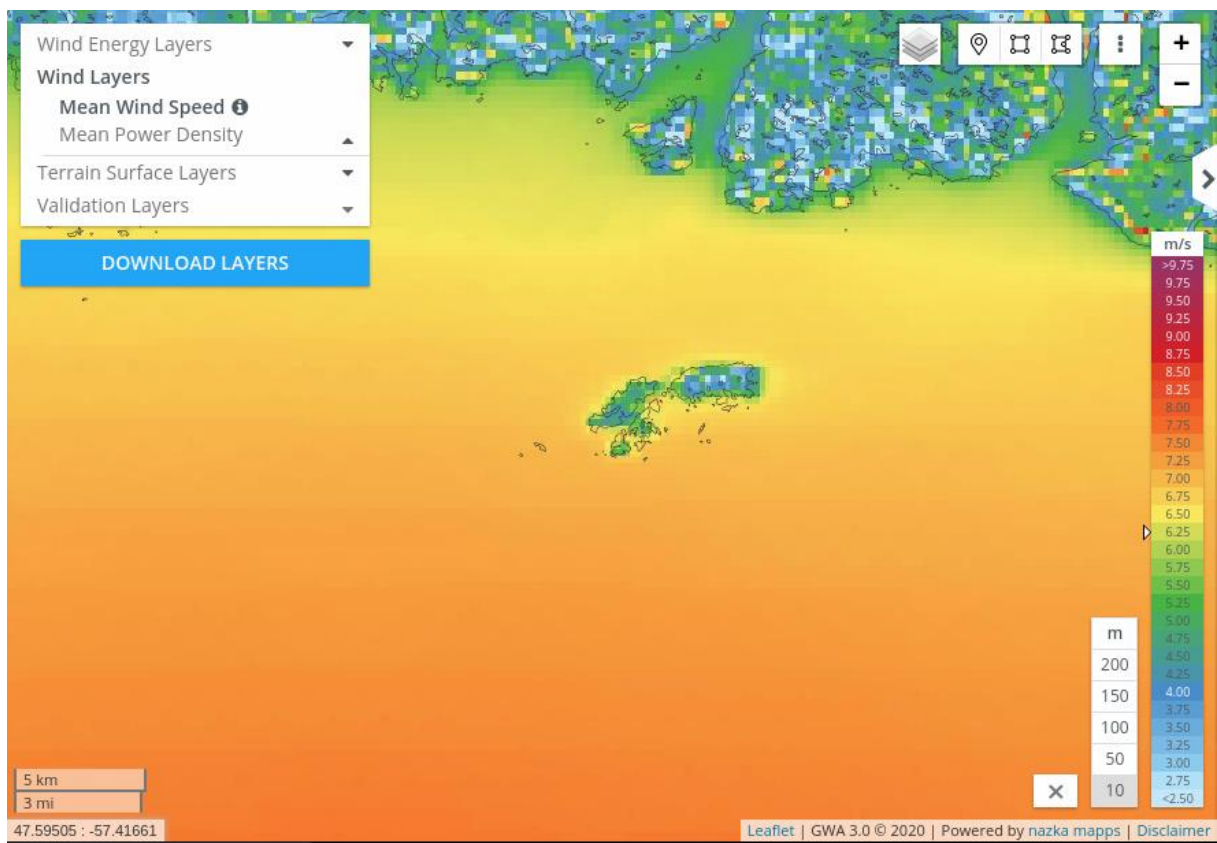 Wind Energy Layers
Wind Layers
Mean Wind Speed
Mean Power Density
Terrain Surface Layers
Validation Layers
DOWNLOAD LAYERS
+
−
m/s
>9.75
9.75
9.50
9.25
9.00
8.75
8.50
8.25
8.00
7.75
7.50
7.25
7.00
6.75
6.50
6.25
6.00
5.75
5.50
5.25
5.00
4.75
4.50
4.25
4.00
3.75
3.50
3.25
3.00
2.75
<2.50
m
200
150
100
50
10
5 km
3 mi
47.59505 : -57.41661
Leaflet | GWA 3.0 © 2020 | Powered by nazka mapps | Disclaimer